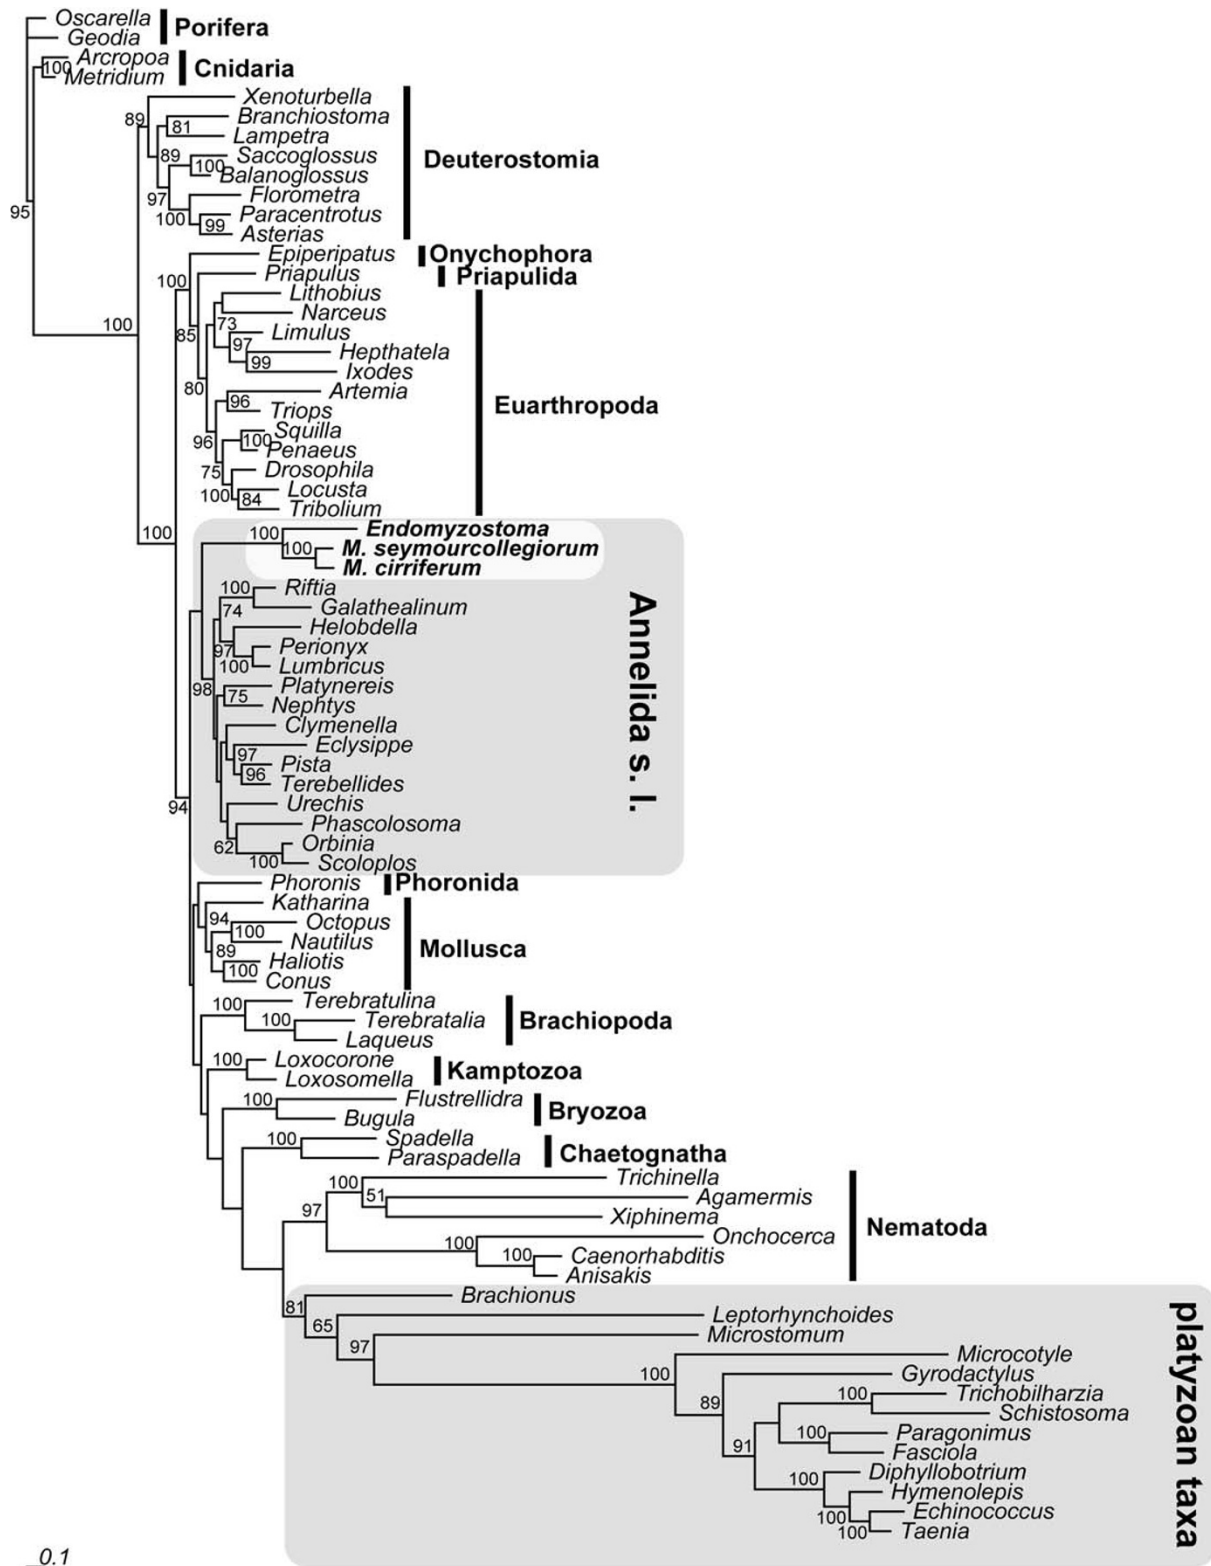 Oscarella
Geodia
Porifera
Arcropoa
100
Metridium
Cnidaria
Xenoturbella
89
Branchiostoma
81
Lampetra
89
Saccoglossus
100
Balanoglossus
Deuterostomia
97
Florometra
100
Paracentrotus
99
Asterias
95
Epiperipatus
Onychophora
100
Priapulus
Priapulida
Lithobius
Narceus
73
Limulus
100
85
97
Hepthatela
99
Ixodes
80
Artemia
96
Triops
Euarthropoda
Squilla
96
100
Penaeus
75
Drosophila
100
Locusta
84
Tribolium
100
100
Endomyzostoma
100
M. seymourcollegiorum
M. cirriferum
100
Riftia
74
Galathealinum
Helobdella
97
Perionyx
100
Lumbricus
98
Platynereis
75
Nephtys
Annelida s. l.
Clymenella
Eclysippe
97
Pista
96
Terebellides
94
Urechis
Phascolosoma
62
Orbinia
100
Scoloplos
Phoronis
Phoronida
Katharina
94
Octopus
100
Nautilus
Mollusca
89
Haliotis
100
Conus
100
Terebratulina
100
Terebratalia
Brachiopoda
Laqueus
100
Loxocorone
Kamptozoa
Loxosomella
100
Flustrellidra
Bryozoa
Bugula
100
Spadella
Paraspadella
Chaetognatha
100
Trichinella
51
Agamermis
97
Xiphinema
Nematoda
100
Onchocerca
100
Caenorhabditis
Anisakis
81
Brachionus
65
Leptorhynchoides
97
Microstomum
100
Microcotyle
89
Gyrodactylus
100
Trichobilharzia
Schistosoma
91
100
Paragonimus
Fasciola
100
Diphyllobotrium
Hymenolepis
100
Echinococcus
100
Taenia
platyzoan taxa
0.1